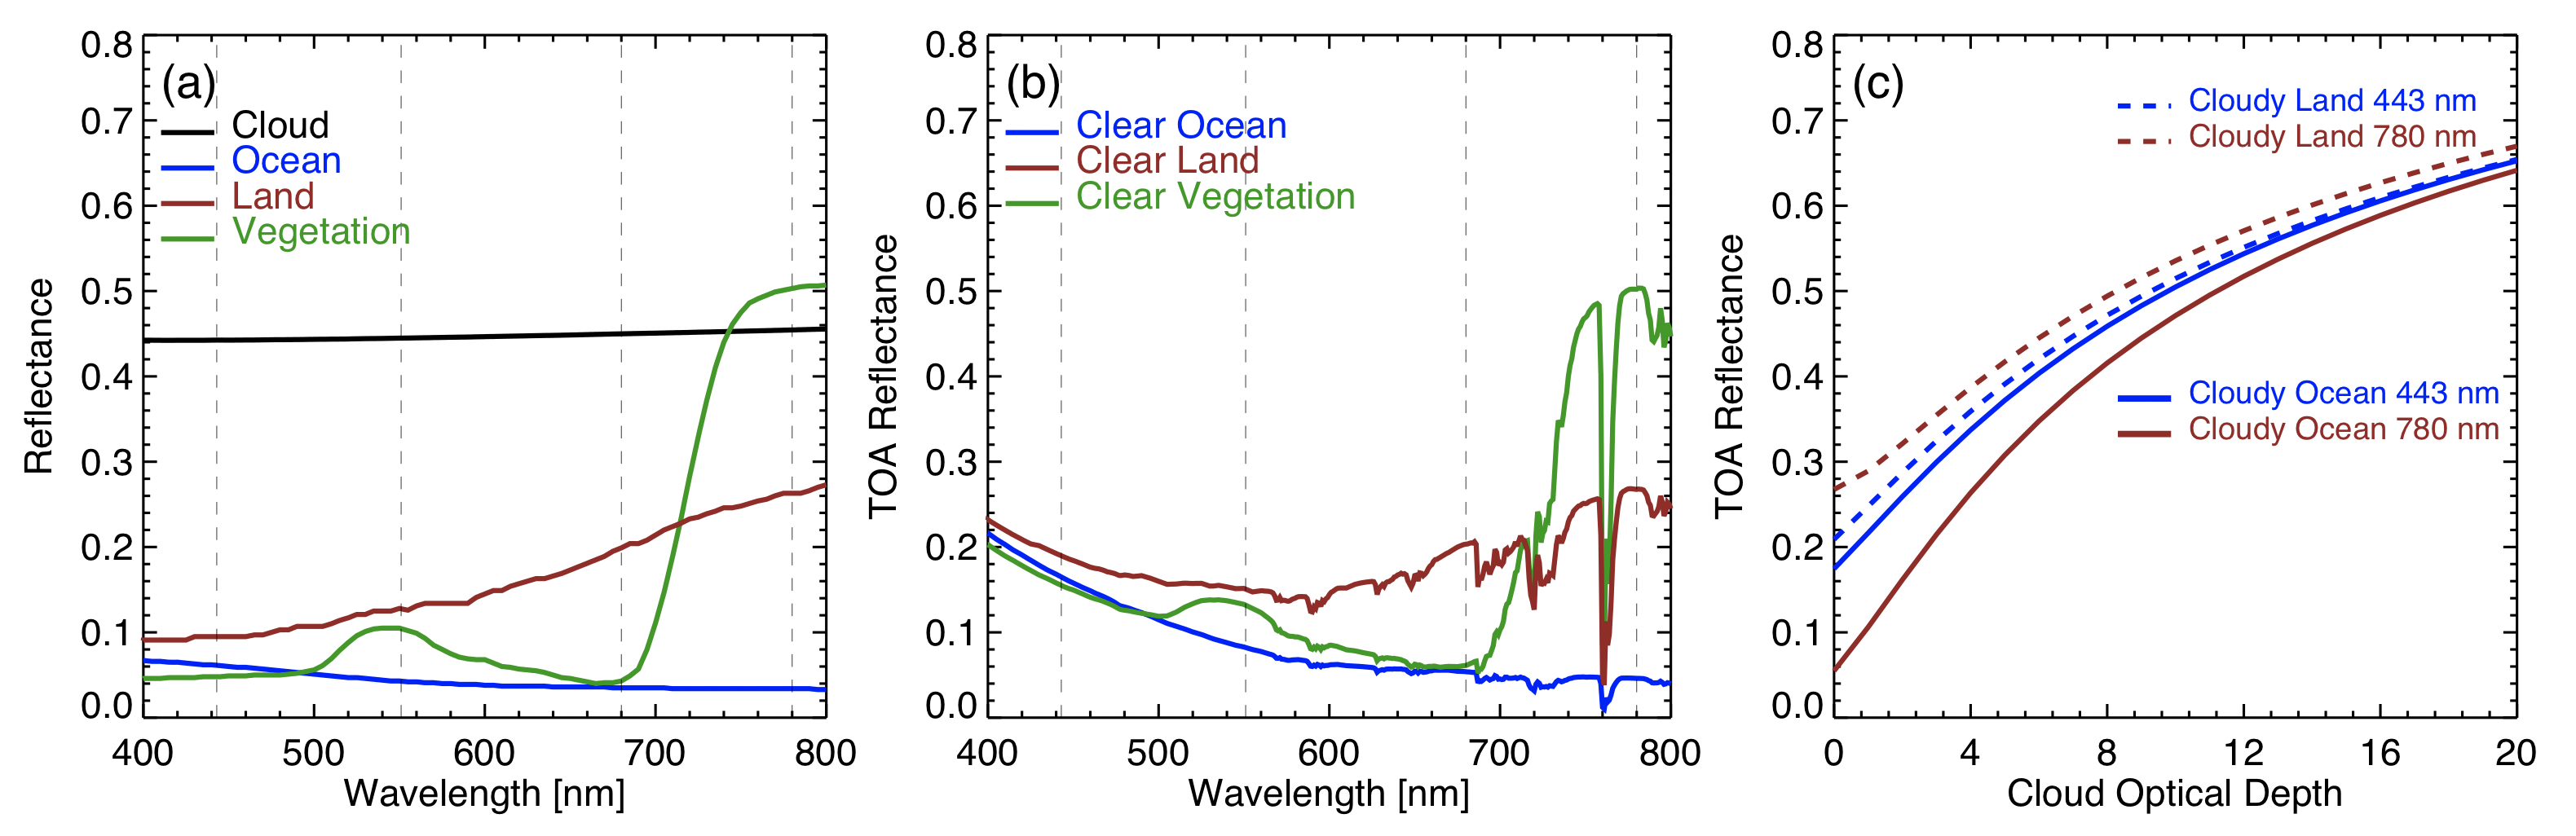 (a)
Cloud
Ocean
Land
Vegetation
0.8
0.7
0.6
0.5
0.4
0.3
0.2
0.1
0.0
Reflectance
400 500 600 700 800
Wavelength [nm]
(b)
Clear Ocean
Clear Land
Clear Vegetation
0.8
0.7
0.6
0.5
0.4
0.3
0.2
0.1
0.0
TOA Reflectance
400 500 600 700 800
Wavelength [nm]
(c)
Cloudy Land 443 nm
Cloudy Land 780 nm
Cloudy Ocean 443 nm
Cloudy Ocean 780 nm
0.8
0.7
0.6
0.5
0.4
0.3
0.2
0.1
0.0
TOA Reflectance
0 4 8 12 16 20
Cloud Optical Depth